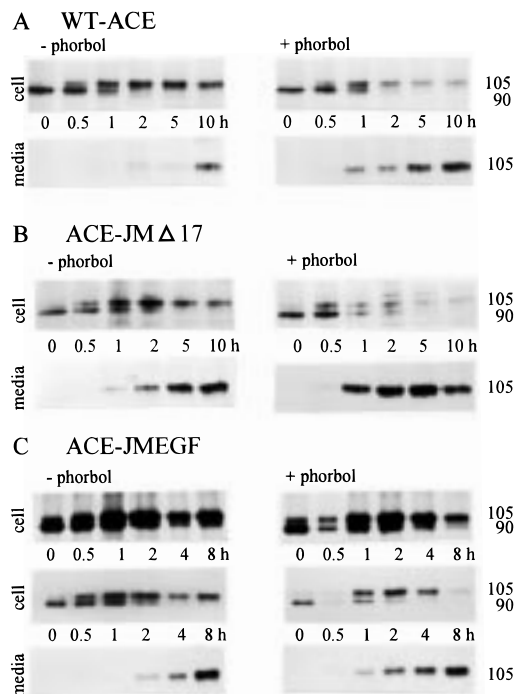 A WT-ACE
- phorbol + phorbol
cell 105
90
0 0.5 1 2 5 10 h 0 0.5 1 2 5 10 h
media 105
B ACE-JM Δ 17
- phorbol + phorbol
cell 105
90
0 0.5 1 2 5 10 h 0 0.5 1 2 5 10 h
media 105
C ACE-JMEGF
- phorbol + phorbol
cell 105
90
0 0.5 1 2 4 8 h 0 0.5 1 2 4 8 h
cell 105
90
0 0.5 1 2 4 8 h 0 0.5 1 2 4 8 h
media 105